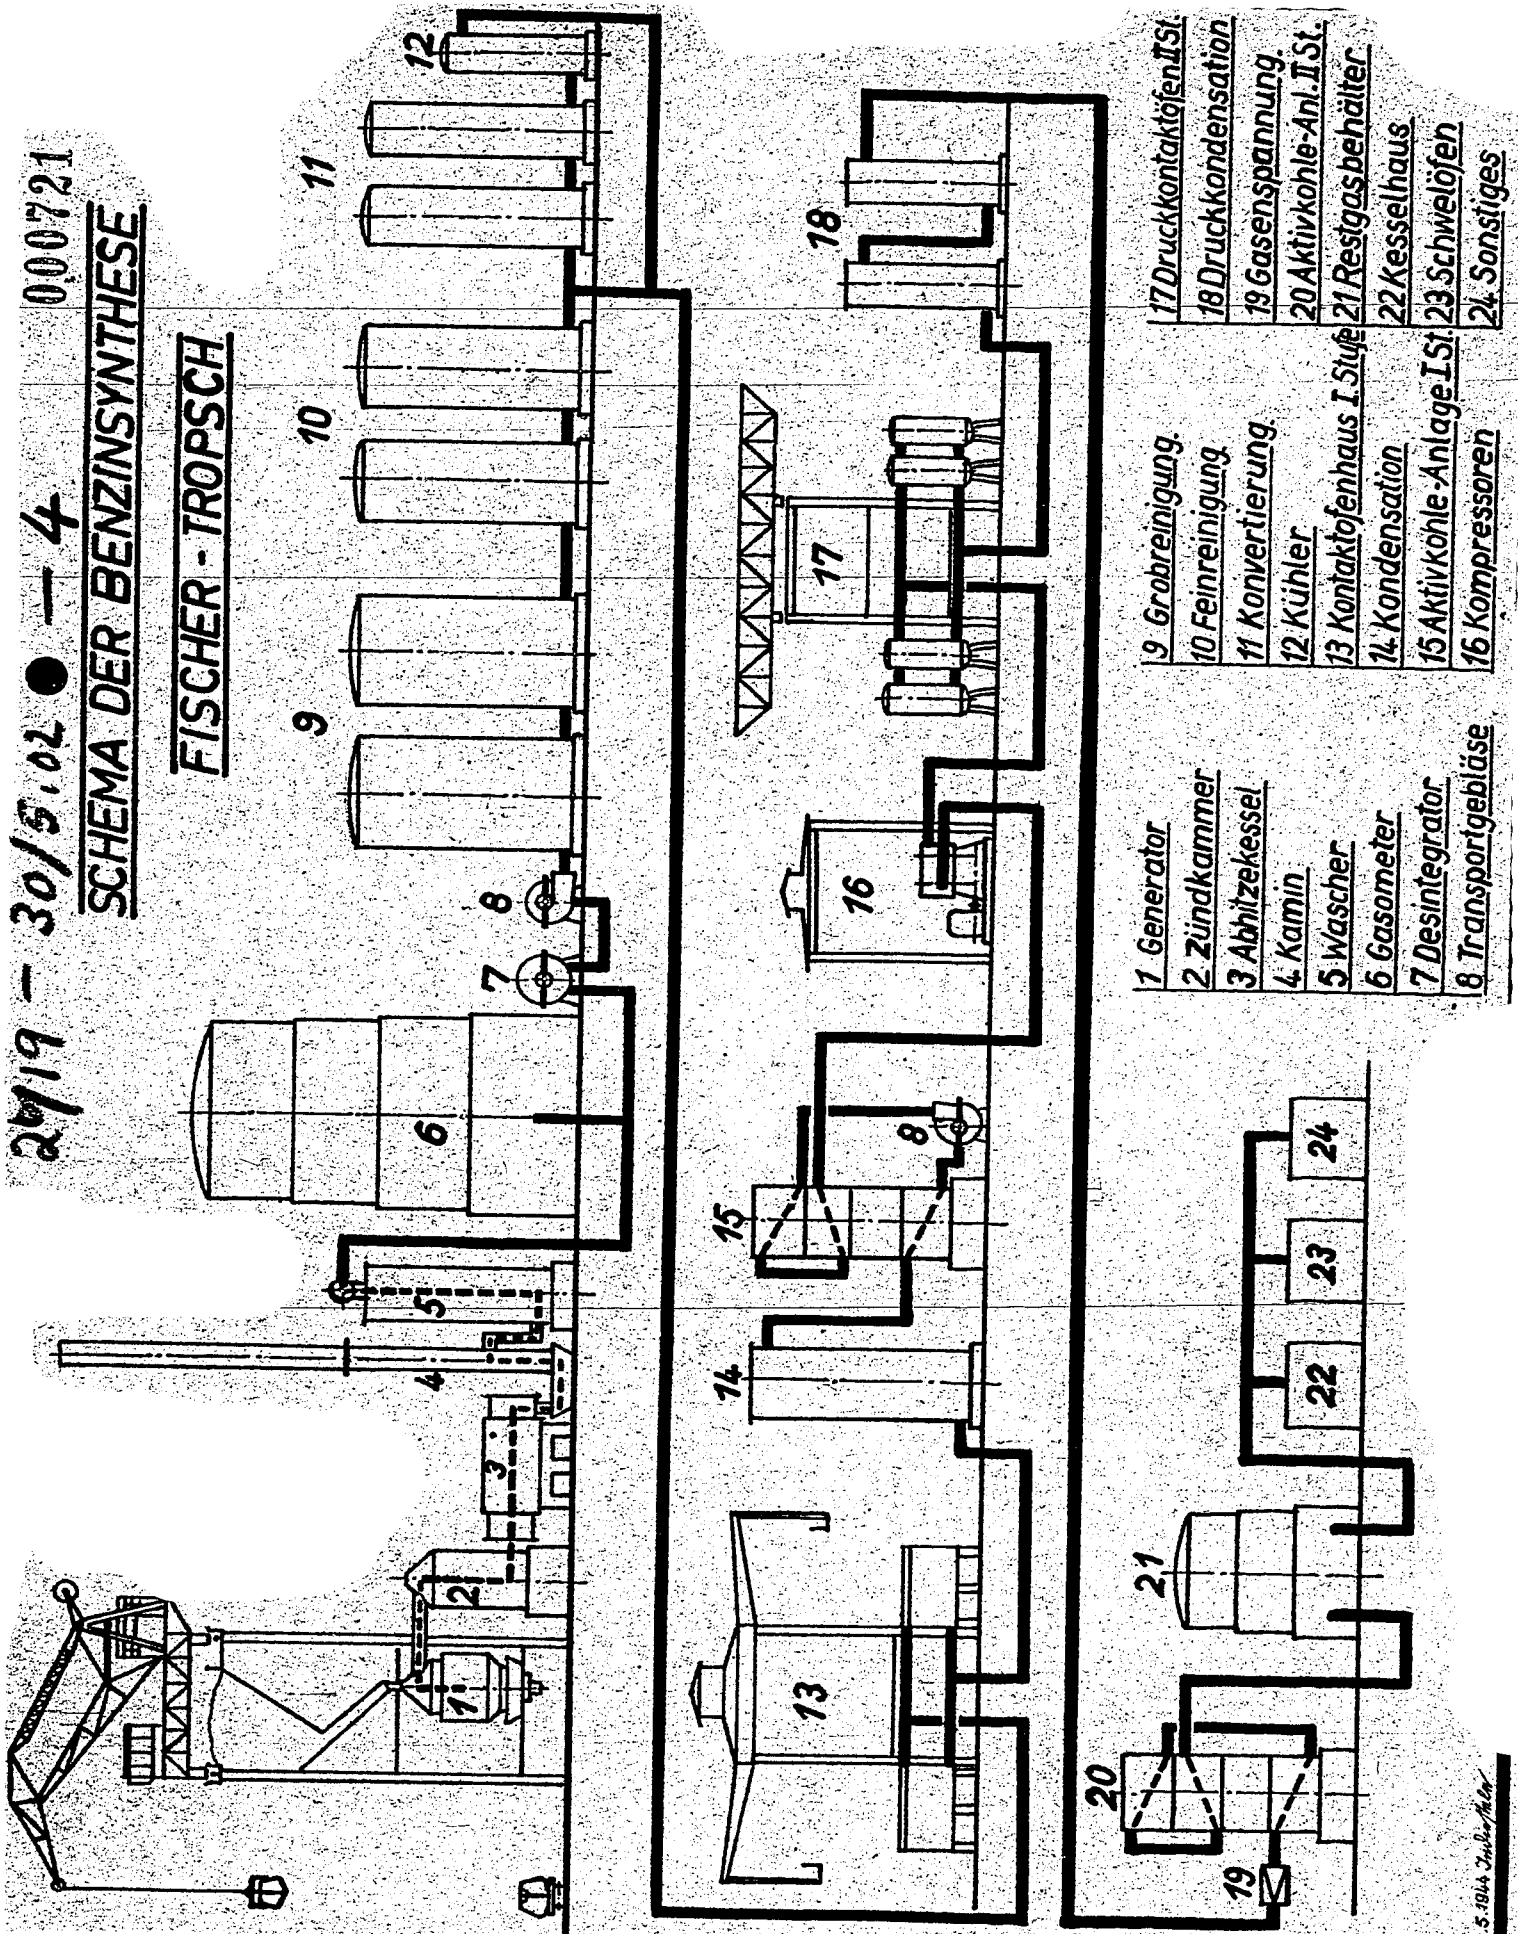 2719 - 30/5.02 ● - 4
000721
SCHEMA DER BENZINSYNTHESE
FISCHER - TROPSCH
1
2
3
4
5
6
7
8
9
10
11
12
13
14
15
8
16
17
18
19
20
21
22
23
24
1 Generator
2 Zündkammer
3 Abhitzekessel
4 Kamin
5 Wascher
6 Gasometer
7 Desintegrator
8 Transportgebläse
9 Grobreinigung.
10 Feinreinigung
11 Konvertierung.
12 Kühler
13 Kontaktofenhaus I. Stufe
14 Kondensation
15 Aktivkohle-Anlage I St.
16 Kompressoren
17 Druckkontaktöfen II St.
18 Druckkondensation
19 Gasenspannung.
20 Aktivkohle-Anl. II St.
21 Restgasbehälter
22 Kesselhaus
23 Schwelöfen
24 Sonstiges
5.1944